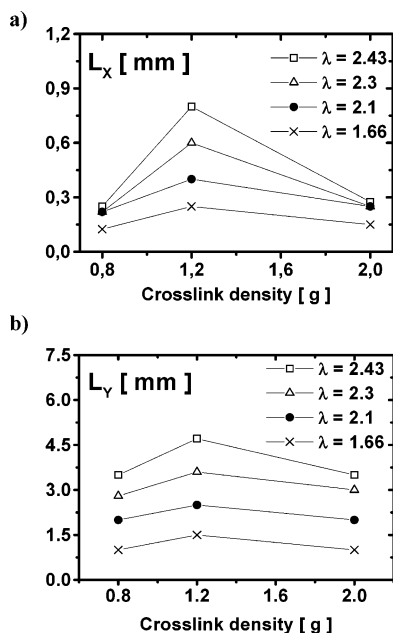 a)
L_X [ mm]
λ = 2.43
λ = 2.3
λ = 2.1
λ = 1.66
1,2
0,9
0,6
0,3
0,0
0,8 1,2 1,6 2,0
Crosslink density [ g]
b)
L_Y [ mm]
λ = 2.43
λ = 2.3
λ = 2.1
λ = 1.66
7.5
6.0
4.5
3.0
1.5
0.0
0.8 1.2 1.6 2.0
Crosslink density [ g]